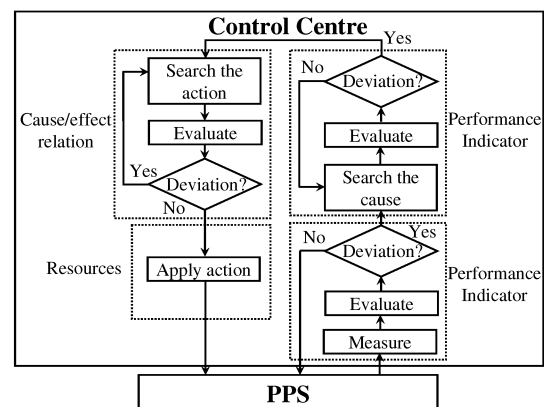 Control Centre
Yes
Search the
action
No
Deviation?
Cause/effect
relation
Evaluate
Evaluate
Performance
Indicator
Yes
Deviation?
Search the
cause
No
No
Yes
Deviation?
Resources
Apply action
Performance
Indicator
Evaluate
Measure
PPS